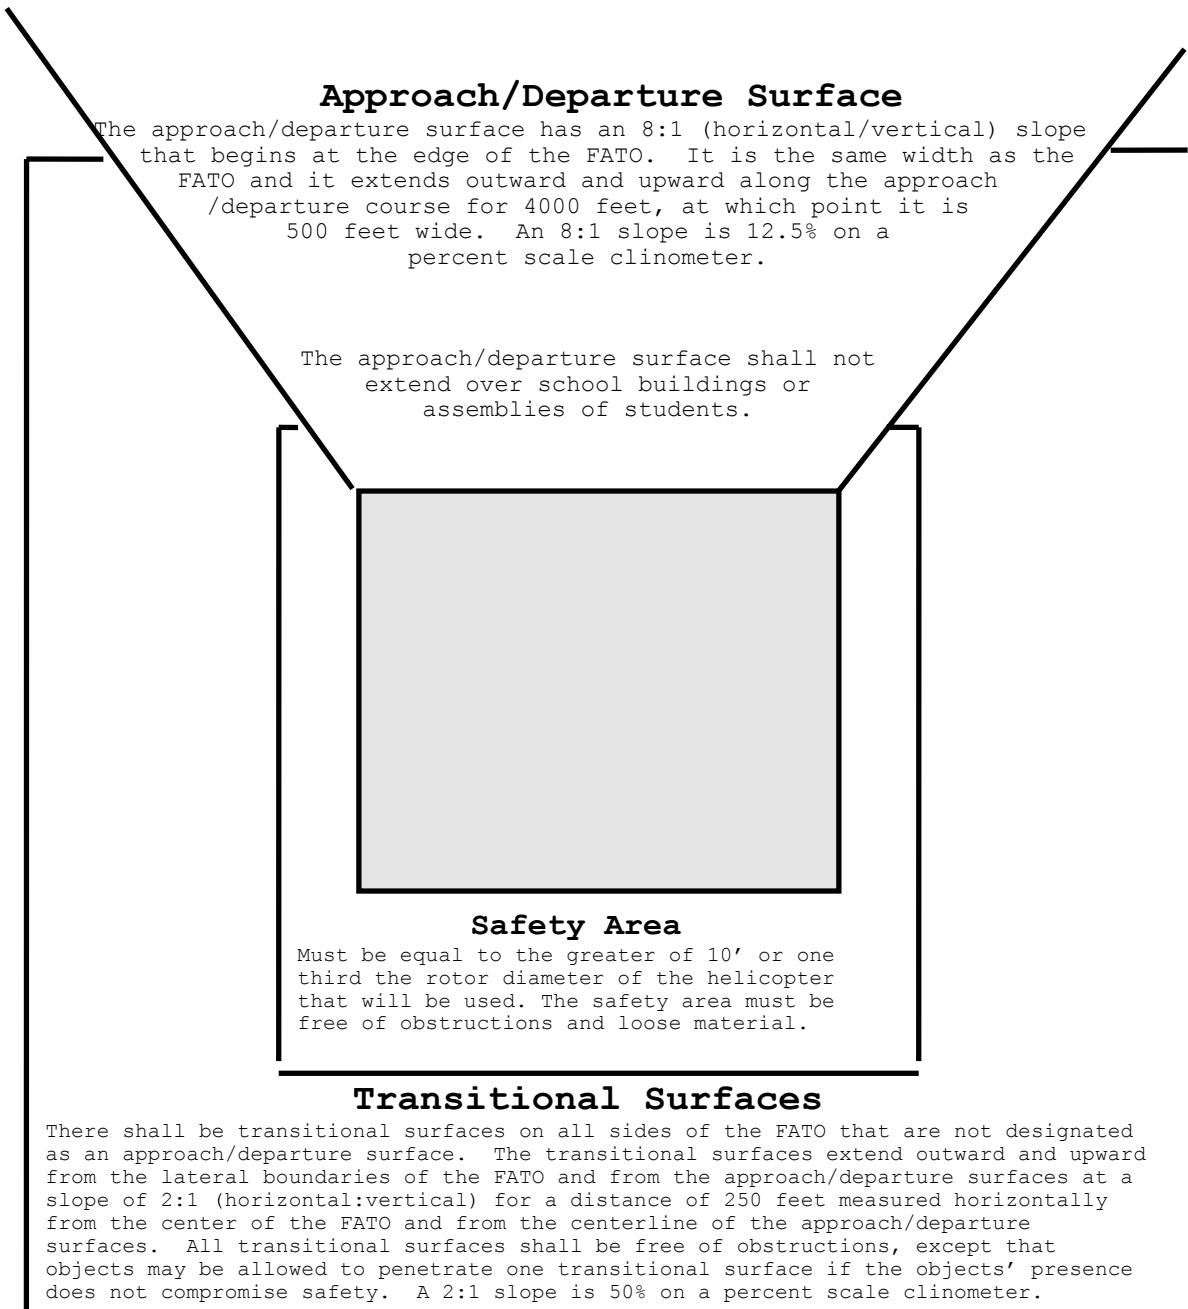 Approach/Departure Surface
The approach/departure surface has an 8:1 (horizontal/vertical) slope
that begins at the edge of the FATO.  It is the same width as the
FATO and it extends outward and upward along the approach
/departure course for 4000 feet, at which point it is
500 feet wide.  An 8:1 slope is 12.5% on a
percent scale clinometer.
The approach/departure surface shall not
extend over school buildings or
assemblies of students.
Safety Area
Must be equal to the greater of 10’ or one
third the rotor diameter of the helicopter
that will be used. The safety area must be
free of obstructions and loose material.
Transitional Surfaces
There shall be transitional surfaces on all sides of the FATO that are not designated
as an approach/departure surface.  The transitional surfaces extend outward and upward
from the lateral boundaries of the FATO and from the approach/departure surfaces at a
slope of 2:1 (horizontal:vertical) for a distance of 250 feet measured horizontally
from the center of the FATO and from the centerline of the approach/departure
surfaces.  All transitional surfaces shall be free of obstructions, except that
objects may be allowed to penetrate one transitional surface if the objects’ presence
does not compromise safety.  A 2:1 slope is 50% on a percent scale clinometer.